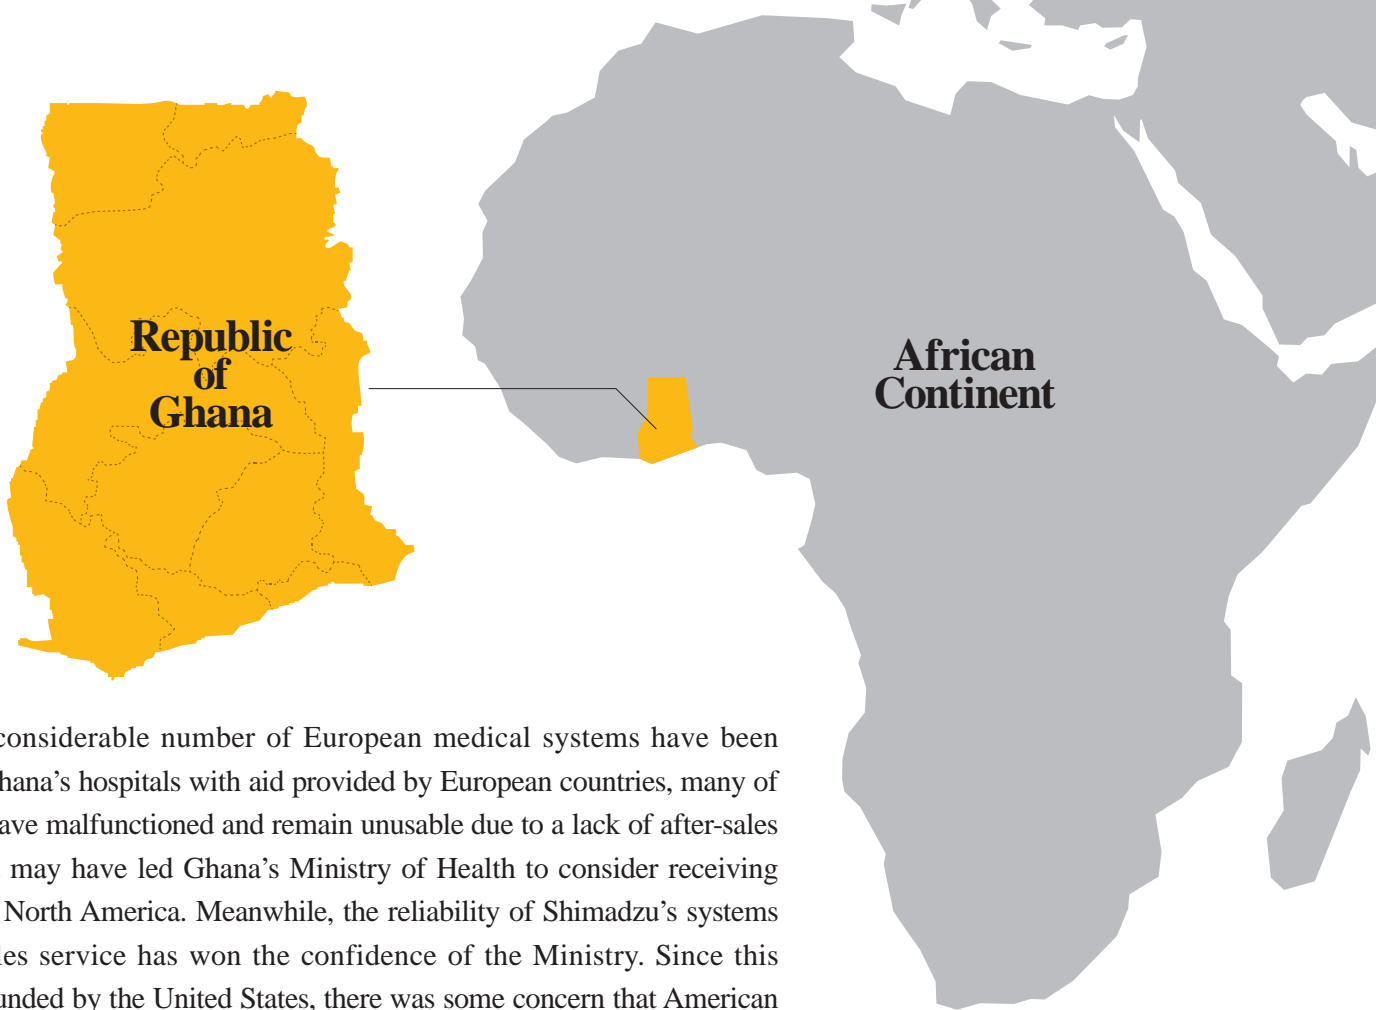 Republic
of
Ghana
African
Continent
considerable number of European medical systems have been
hana’s hospitals with aid provided by European countries, many of
ave malfunctioned and remain unusable due to a lack of after-sales
may have led Ghana’s Ministry of Health to consider receiving
North America. Meanwhile, the reliability of Shimadzu’s systems
les service has won the confidence of the Ministry. Since this
unded by the United States, there was some concern that American